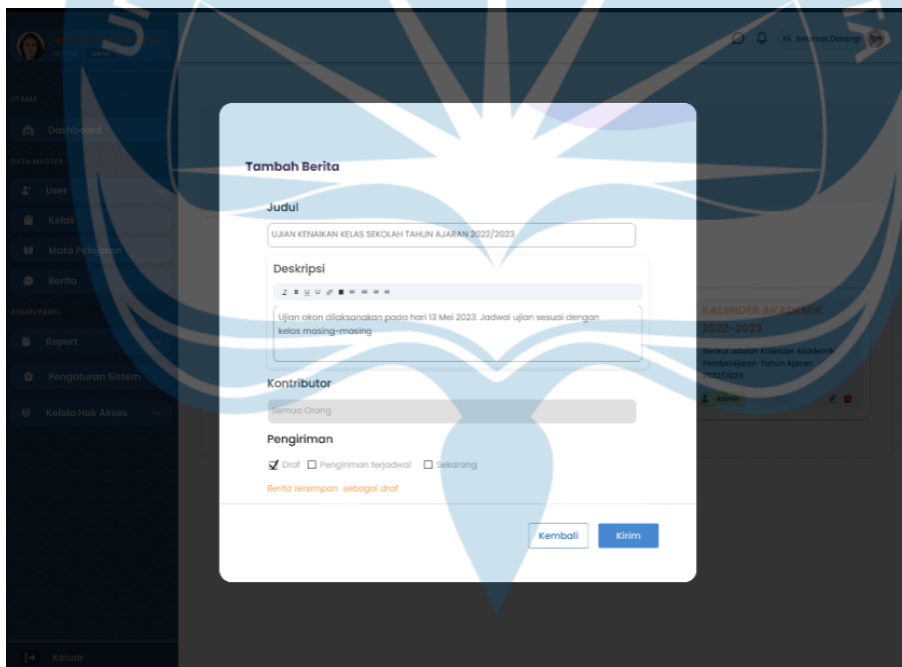 admin
Hi, Selamat Datang!
UTAMA
Dashboard
DATA MASTER
User
Kelas
Mata Pelajaran
Berita
ADMIN PANEL
Report
Pengaturan Sistem
Kelola Hak Akses
Keluar
Tambah Berita
Judul
UJIAN KENAIKAN KELAS SEKOLAH TAHUN AJARAN 2022/2023
Deskripsi
Ujian akan dilaksanakan pada hari 13 Mei 2023. Jadwal ujian sesuai dengan
kelas masing-masing
Kontributor
Semua Orang
Pengiriman
Draf Pengiriman terjadwal Sekarang
Berita tersimpan sebagai draf
Kembali Kirim
KALENDER AKADEMIK
2022-2023
Berikut adalah Kalender Akademik
Pembelajaran Tahun Ajaran
2022/2023
Admin